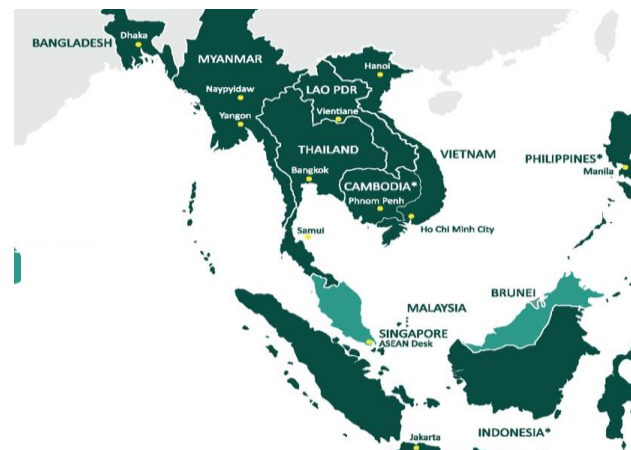 Dhaka
BANGLADESH
MYANMAR
Hanoi
LAO PDR
Naypyidaw
Vientiane
Yangon
THAILAND
VIETNAM
PHILIPPINES*
Manila
Bangkok
CAMBODIA*
Phnom Penh
Samui
Ho Chi Minh City
BRUNEI
MALAYSIA
SINGAPORE
ASEAN Desk
INDONESIA*
Jakarta